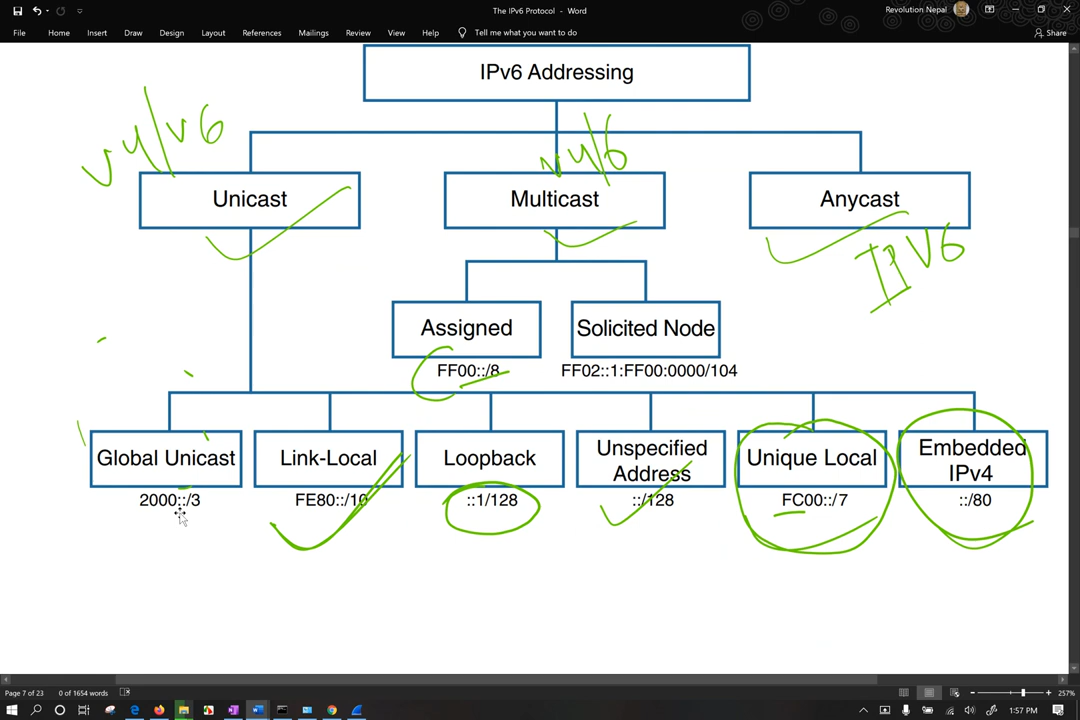 The IPv6 Protocol - Word
Revolution Nepal
File Home Insert Draw Design Layout References Mailings Review View Help Tell me what you want to do
Share
IPv6 Addressing
v4/v6
v4/6
Unicast
Multicast
Anycast
IPV6
Assigned
Solicited Node
FF00::/8
FF02::1:FF00:0000/104
Global Unicast
Link-Local
Loopback
Unspecified
Address
Unique Local
Embedded
IPv4
2000::/3
FE80::/10
::1/128
::/128
FC00::/7
::/80
Page 7 of 23
0 of 1654 words
257%
1:57 PM